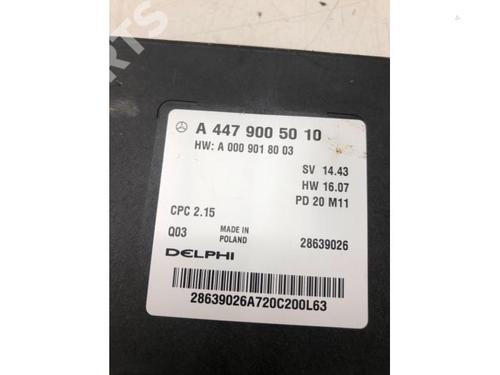 A 447 900 50 10
HW: A 000 901 80 03
SV 14.43
HW 16.07
PD 20 M11
CPC 2.15
Q03
MADE IN
POLAND
28639026
DELPHI
28639026A720C200L63